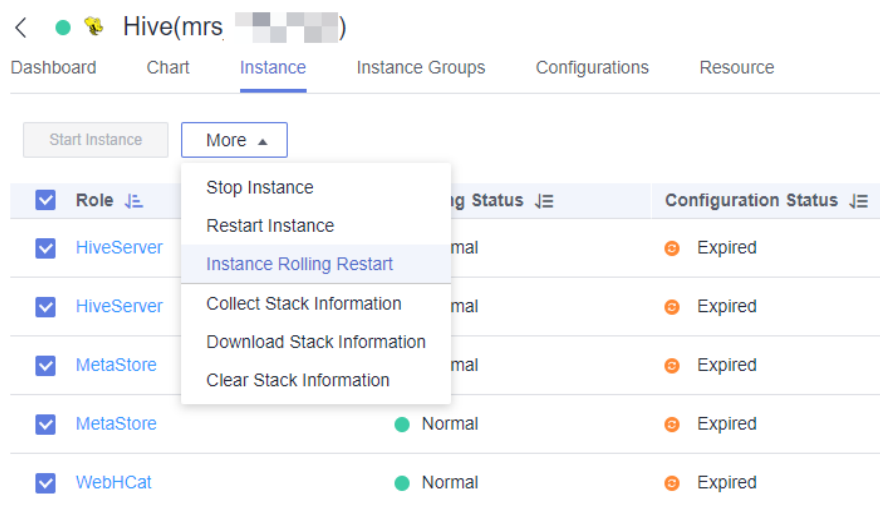 Hive(mrs )
Dashboard Chart Instance Instance Groups Configurations Resource
Start Instance More
Role ng Status Configuration Status
Stop Instance
Restart Instance
Instance Rolling Restart
Collect Stack Information
Download Stack Information
Clear Stack Information
HiveServer mal Expired
HiveServer mal Expired
MetaStore mal Expired
MetaStore Normal Expired
WebHCat Normal Expired